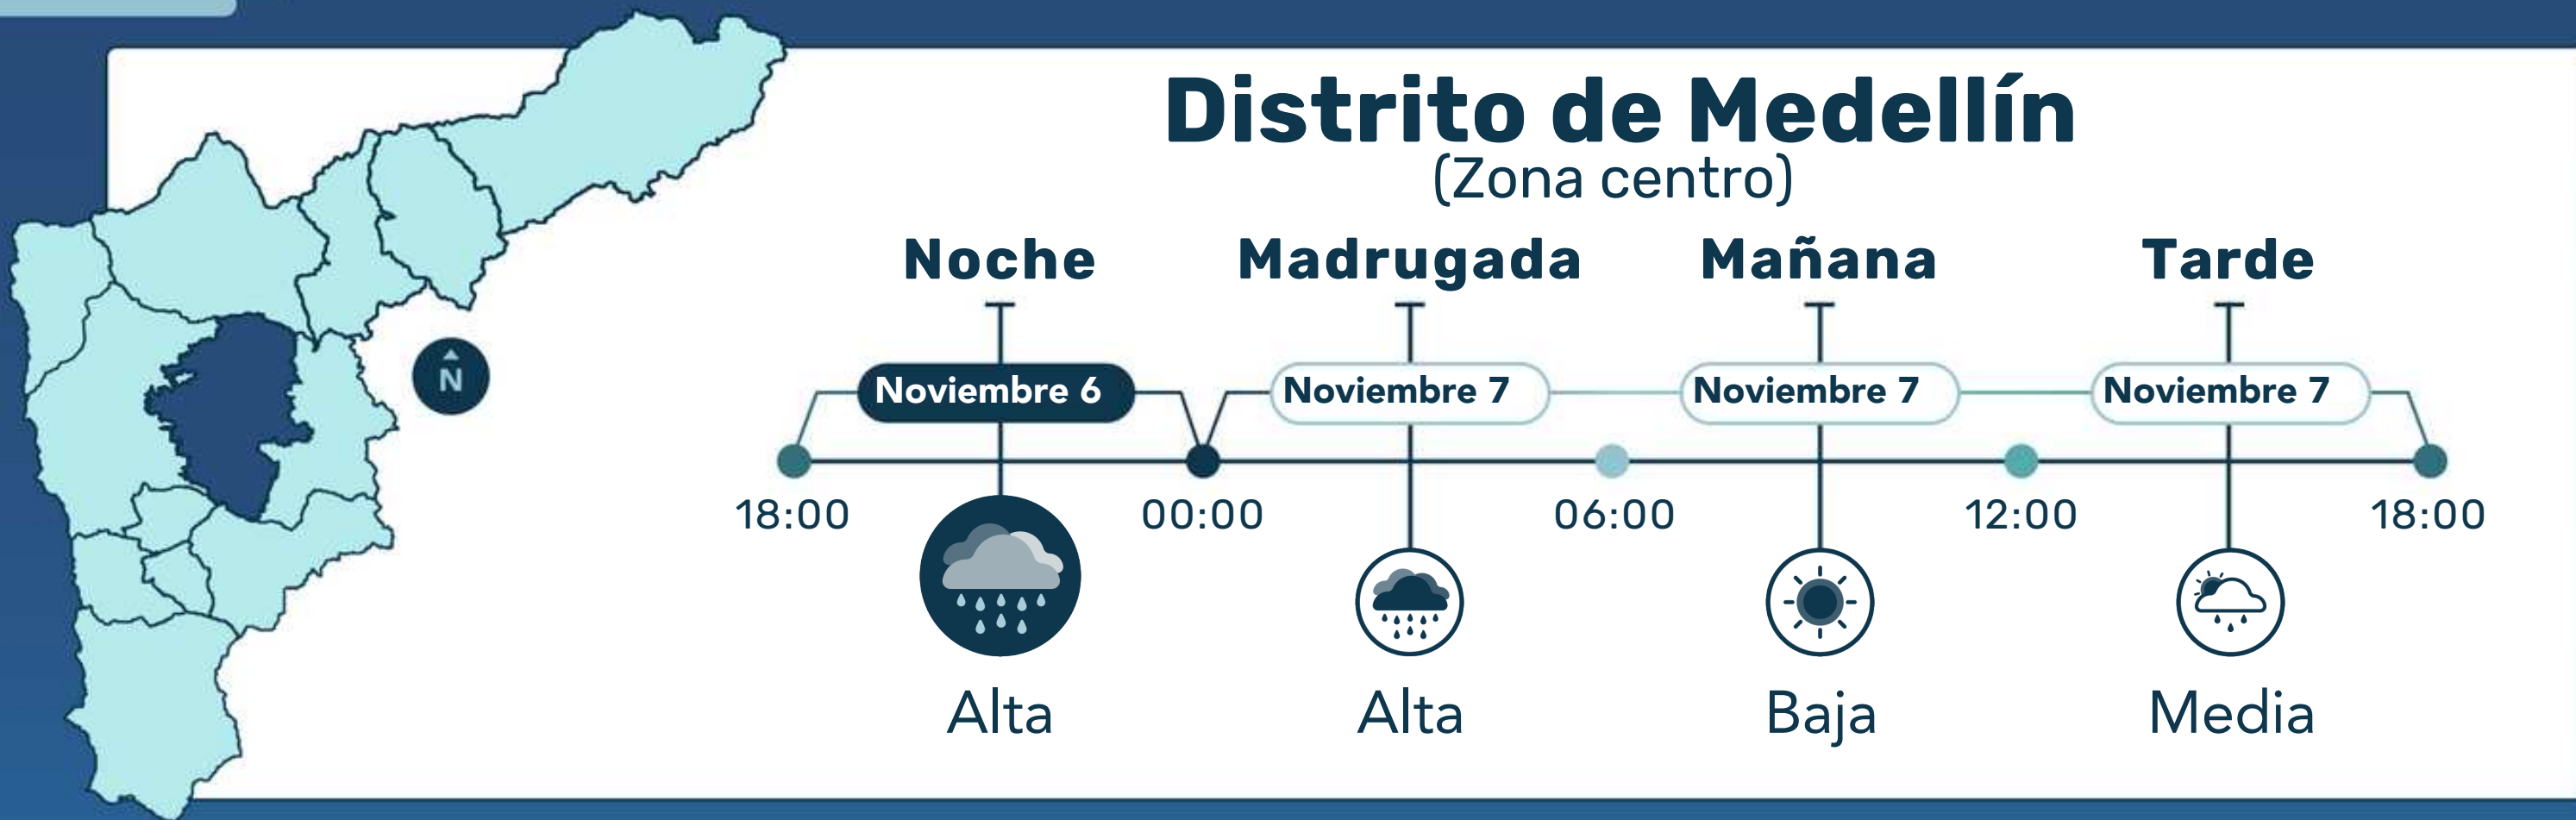 Distrito de Medellín
(Zona centro)
Noche Madrugada Mañana Tarde
Noviembre 6 Noviembre 7 Noviembre 7 Noviembre 7
N
18:00 00:00 06:00 12:00 18:00
Alta Alta Baja Media